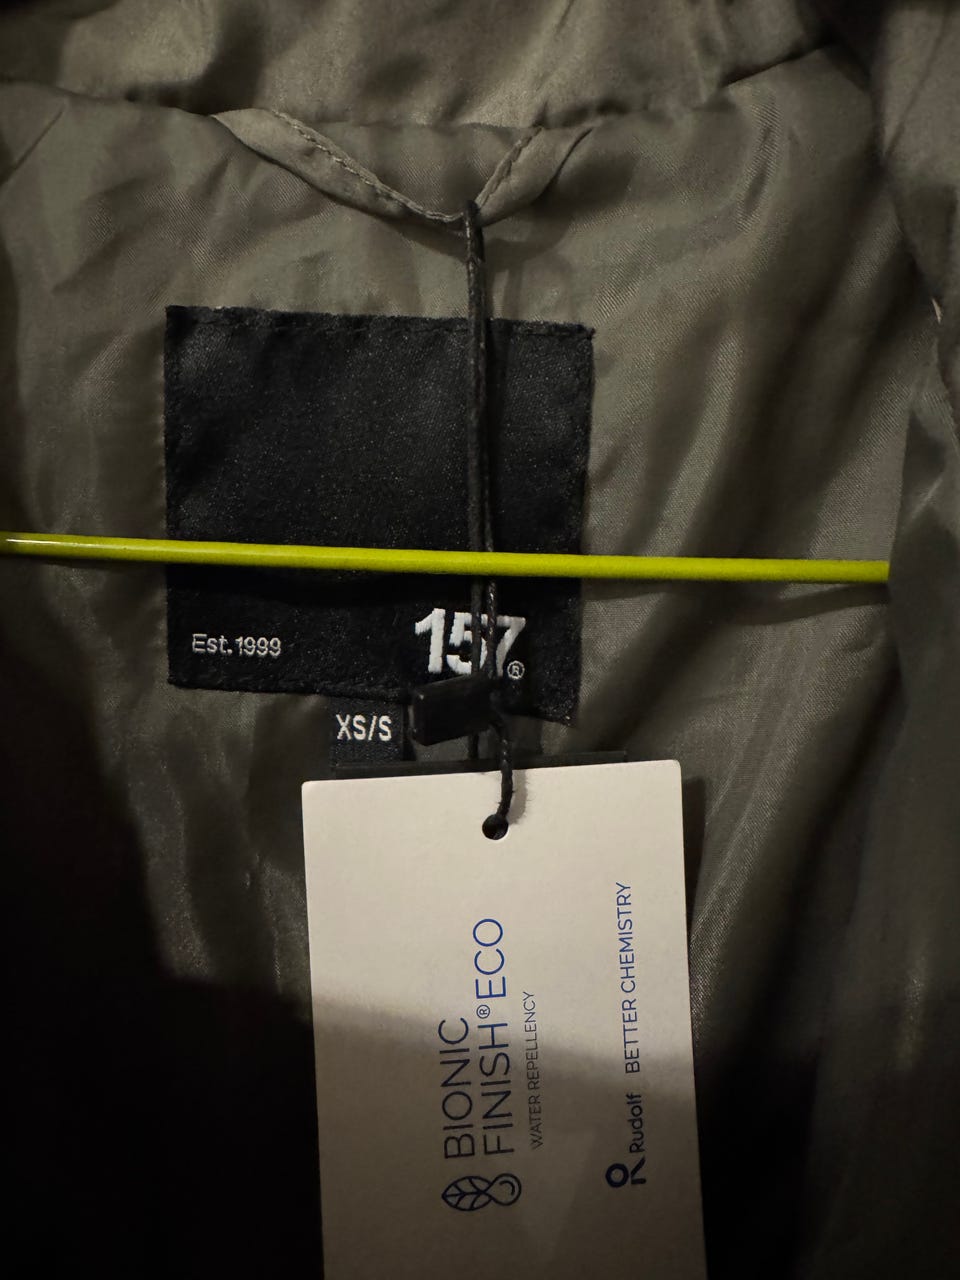 Est.1999
157®
XS/S
BIONIC
FINISH®ECO
WATER REPELLENCY
Rudolf BETTER CHEMISTRY